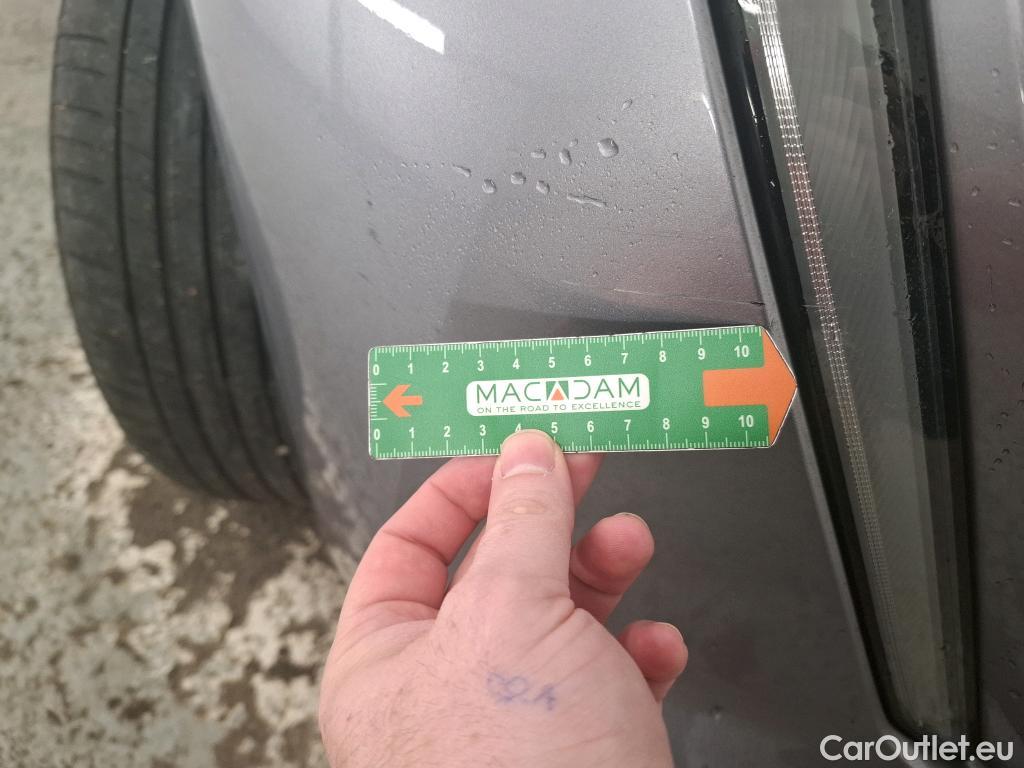 0 1 2 3 4 5 6 7 8 9 10
MACADAM
ON THE ROAD TO EXCELLENCE
0 1 2 3 4 5 6 7 8 9 10
CarOutlet.eu